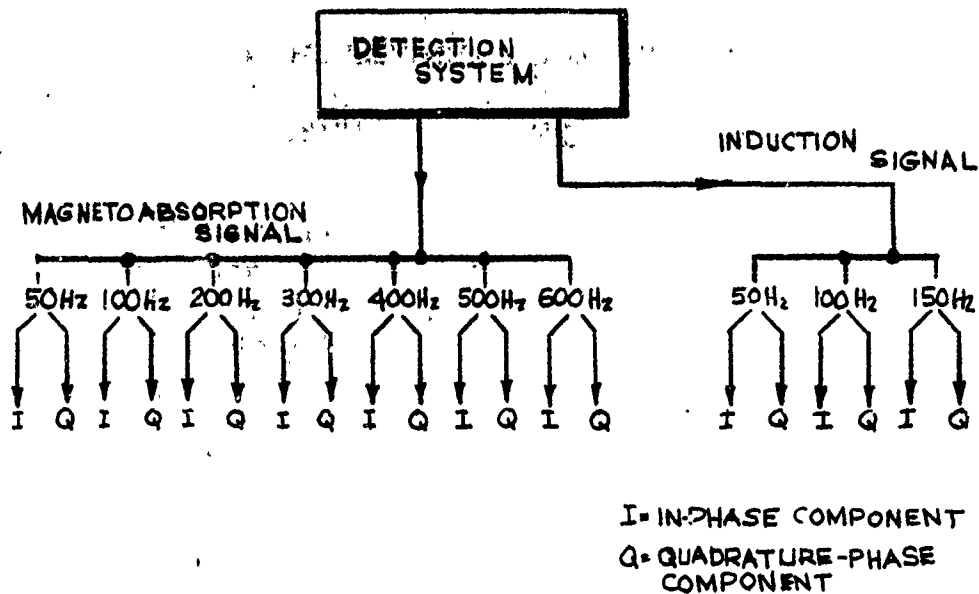 DETECTION
SYSTEM
INDUCTION
SIGNAL
MAGNETOABSORPTION
SIGNAL
50Hz 100Hz 200Hz 300Hz 400Hz 500Hz 600Hz
50Hz 100Hz 150Hz
I Q I Q I Q I Q I Q I Q I Q
I Q I Q I Q
I= IN-PHASE COMPONENT
Q= QUADRATURE-PHASE
COMPONENT